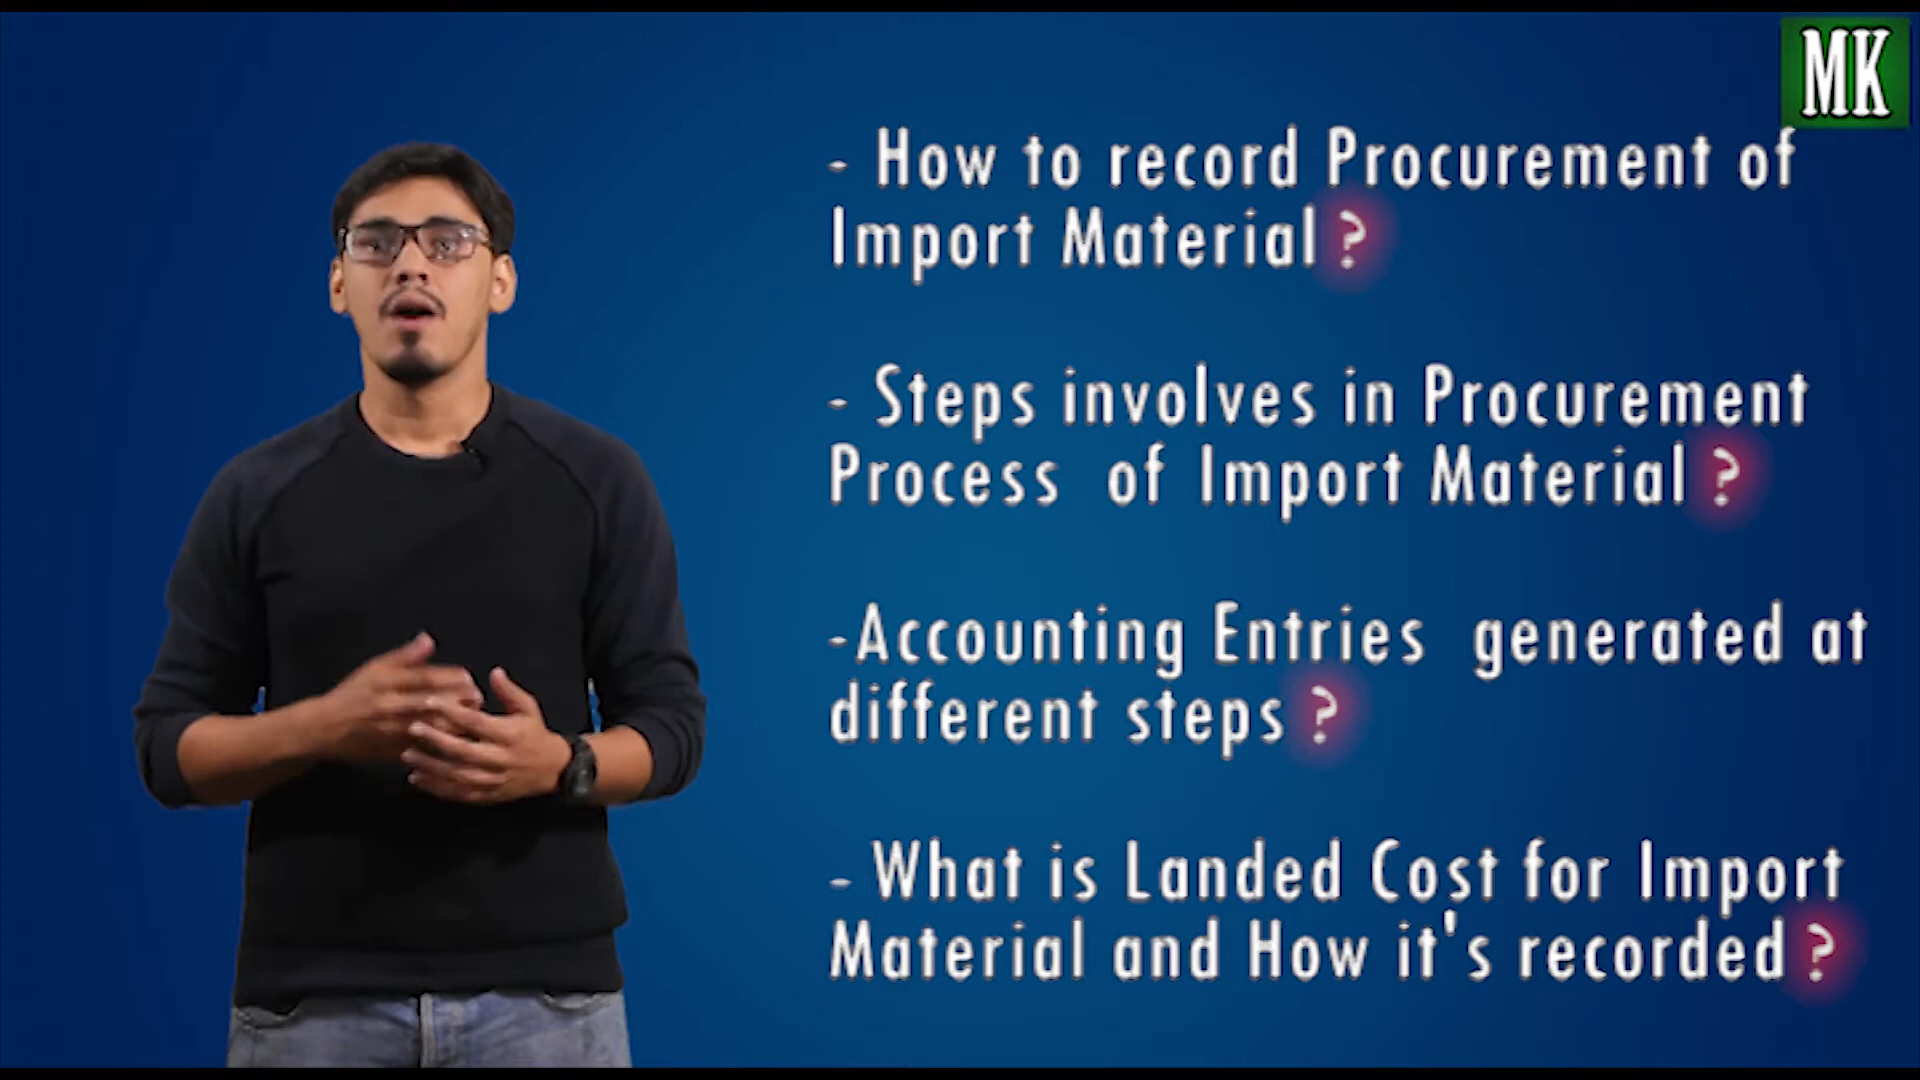 MK
- How to record Procurement of
Import Material ?
- Steps involves in Procurement
Process of Import Material ?
-Accounting Entries generated at
different steps ?
- What is Landed Cost for Import
Material and How it's recorded ?